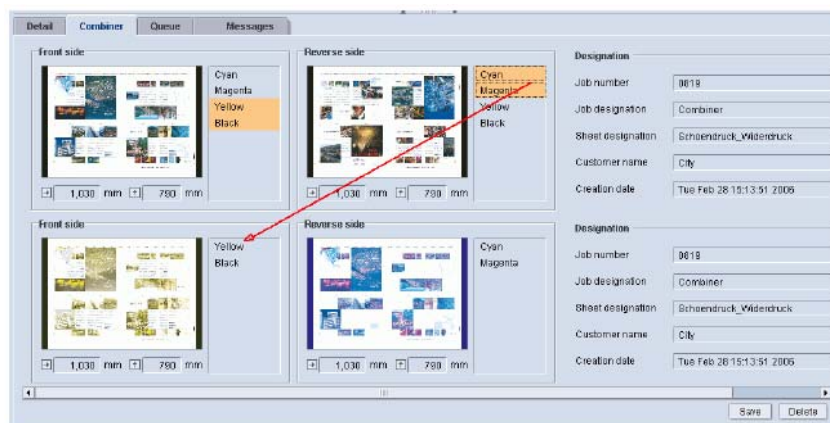 Detail Combiner Queue Messages
Front side
Cyan
Magenta
Yellow
Black
1,030 mm 790 mm
Reverse side
Cyan
Magenta
Yellow
Black
1,030 mm 790 mm
Designation
Job number 0819
Job designation Combiner
Sheet designation Schoendruck_Widerdruck
Customer name City
Creation date Tue Feb 28 15:13:51 2006
Front side
Yellow
Black
1,030 mm 790 mm
Reverse side
Cyan
Magenta
1,030 mm 790 mm
Designation
Job number 0819
Job designation Combiner
Sheet designation Schoendruck_Widerdruck
Customer name City
Creation date Tue Feb 28 15:13:51 2006
Save Delete